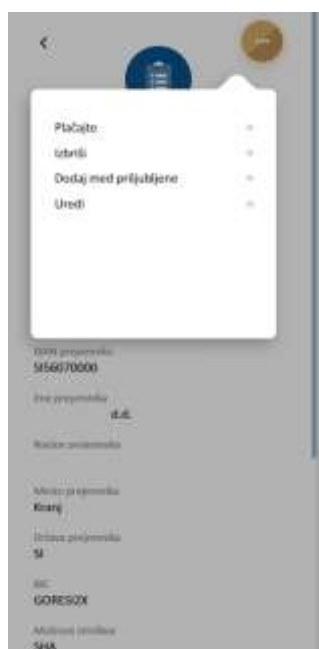 Plačajte
Izbriši
Dodaj med priljubljene
Uredi
IBAN prejemnika
SI56070000
Ime prejemnika
d.d.
Naslov prejemnika
Mesto prejemnika
Kranj
Država prejemnika
SI
BIC
GORESI2X
SHA